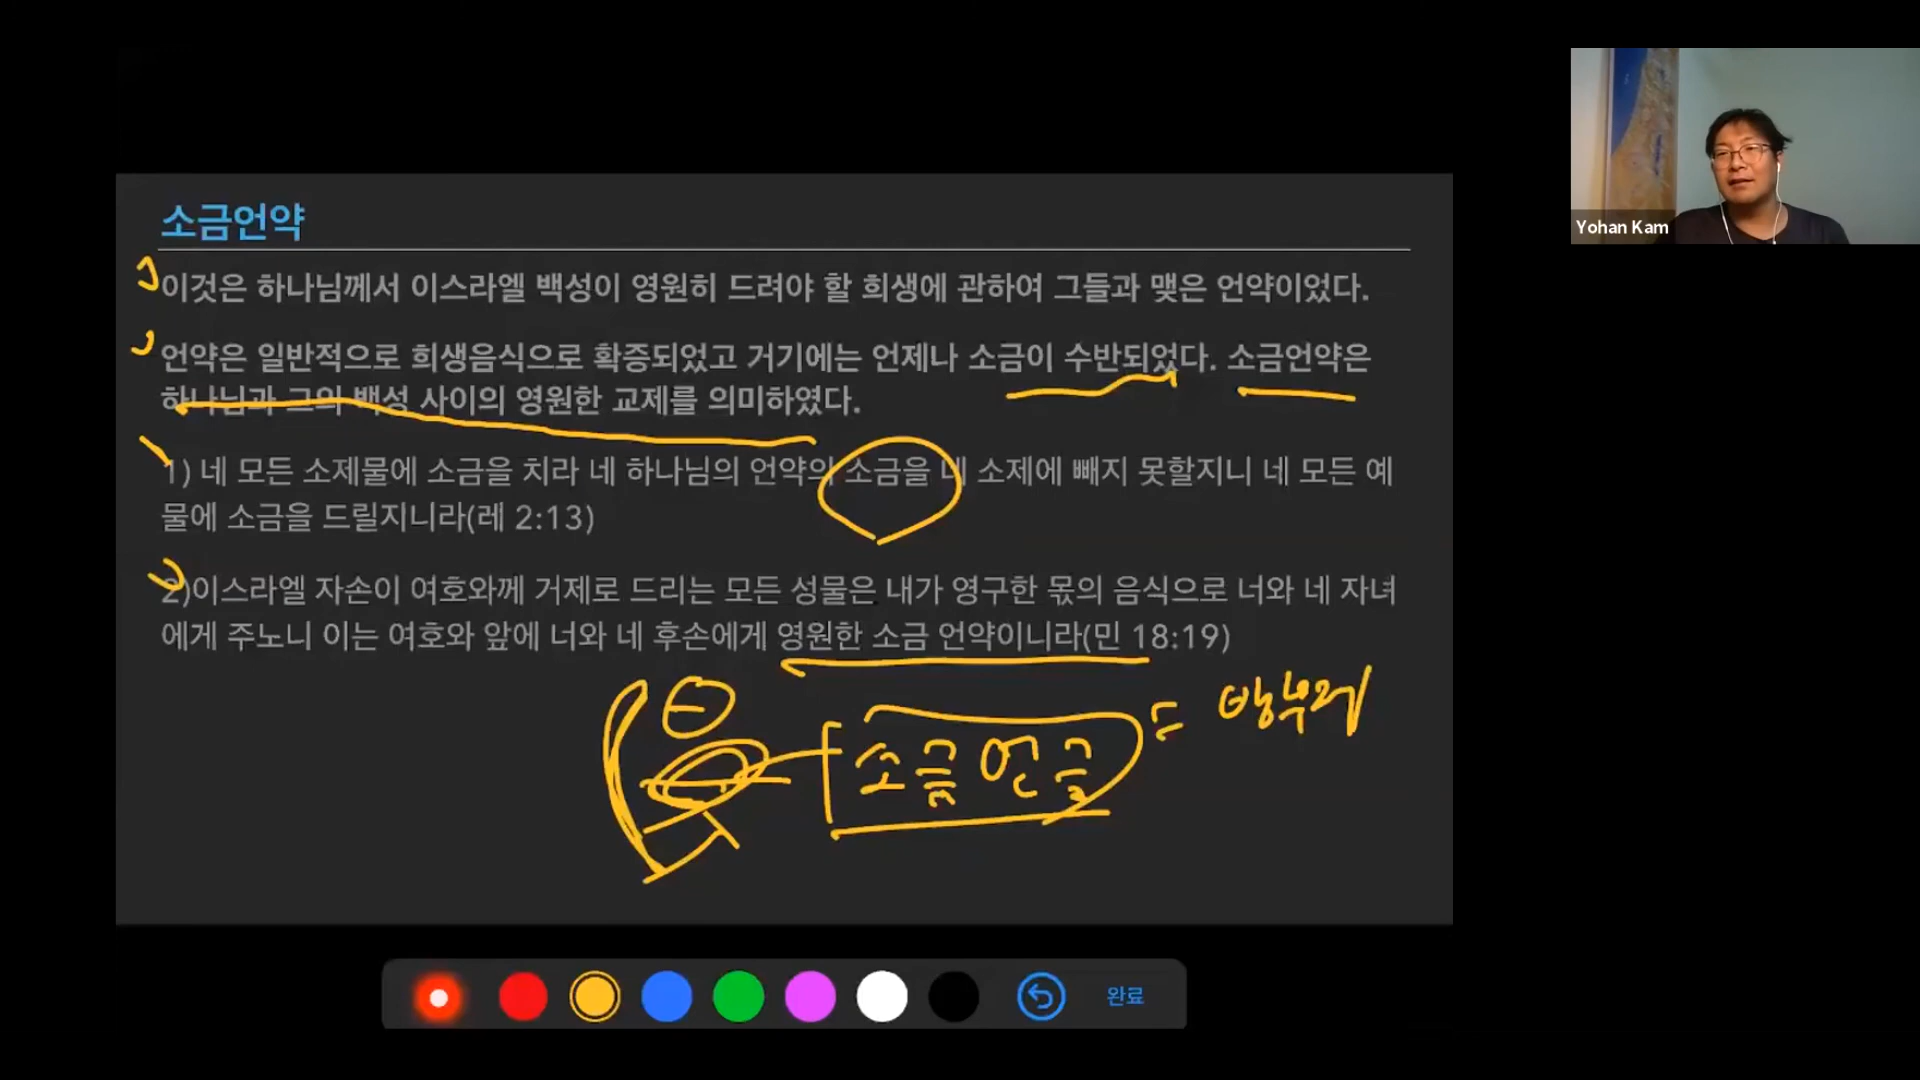 소금언약
이것은 하나님께서 이스라엘 백성이 영원히 드려야 할 희생에 관하여 그들과 맺은 언약이었다.
언약은 일반적으로 희생음식으로 확증되었고 거기에는 언제나 소금이 수반되었다. 소금언약은
하나님과 그의 백성 사이의 영원한 교제를 의미하였다.
1) 네 모든 소제물에 소금을 치라 네 하나님의 언약의 소금을 네 소제에 빼지 못할지니 네 모든 예
물에 소금을 드릴지니라(레 2:13)
2)이스라엘 자손이 여호와께 거제로 드리는 모든 성물은 내가 영구한 몫의 음식으로 너와 네 자녀
에게 주노니 이는 여호와 앞에 너와 네 후손에게 영원한 소금 언약이니라(민 18:19)
소금 언 = 방부제
완료
Yohan Kam